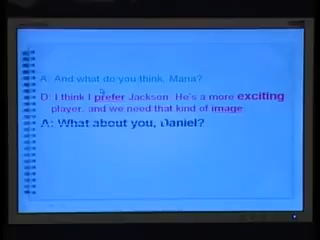 A: And what do you think, Maria?
D: I think I prefer Jackson. He's a more exciting
player, and we need that kind of image.
A: What about you, Daniel?